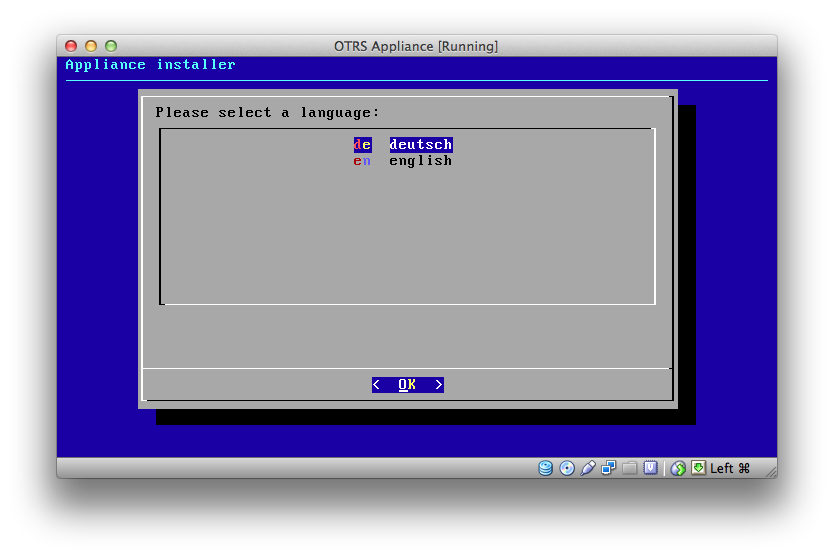 OTRS Appliance [Running]
Appliance installer
Please select a language:
de deutsch
en english
< OK >
Left ⌘